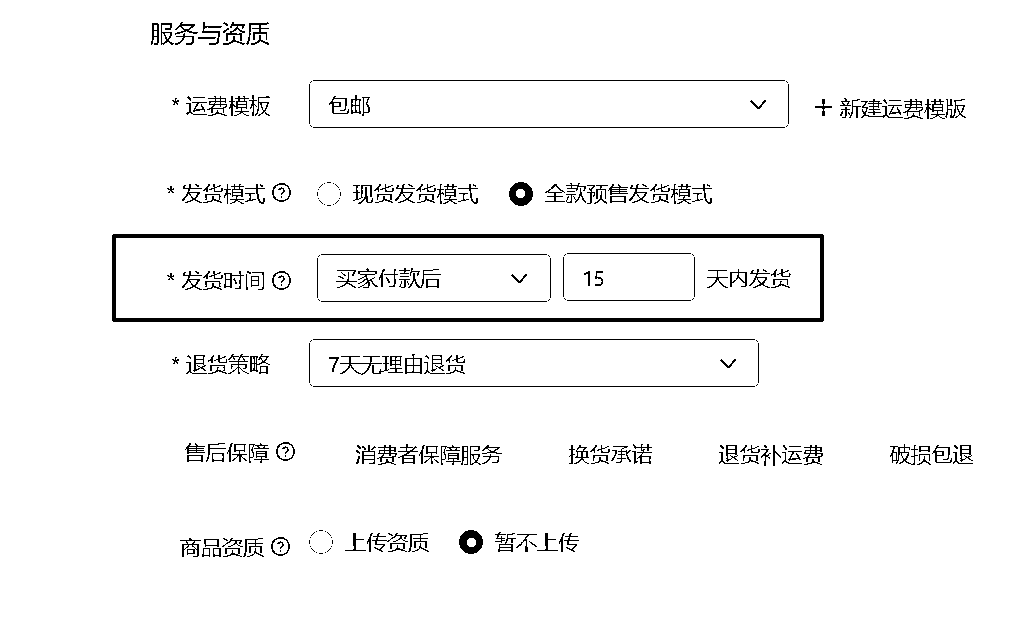 服务与资质
* 运费模板 包邮 + 新建运费模版
* 发货模式 ? 现货发货模式 全款预售发货模式
* 发货时间 ? 买家付款后 15 天内发货
* 退货策略 7天无理由退货
售后保障 ? 消费者保障服务 换货承诺 退货补运费 破损包退
商品资质 ? 上传资质 暂不上传